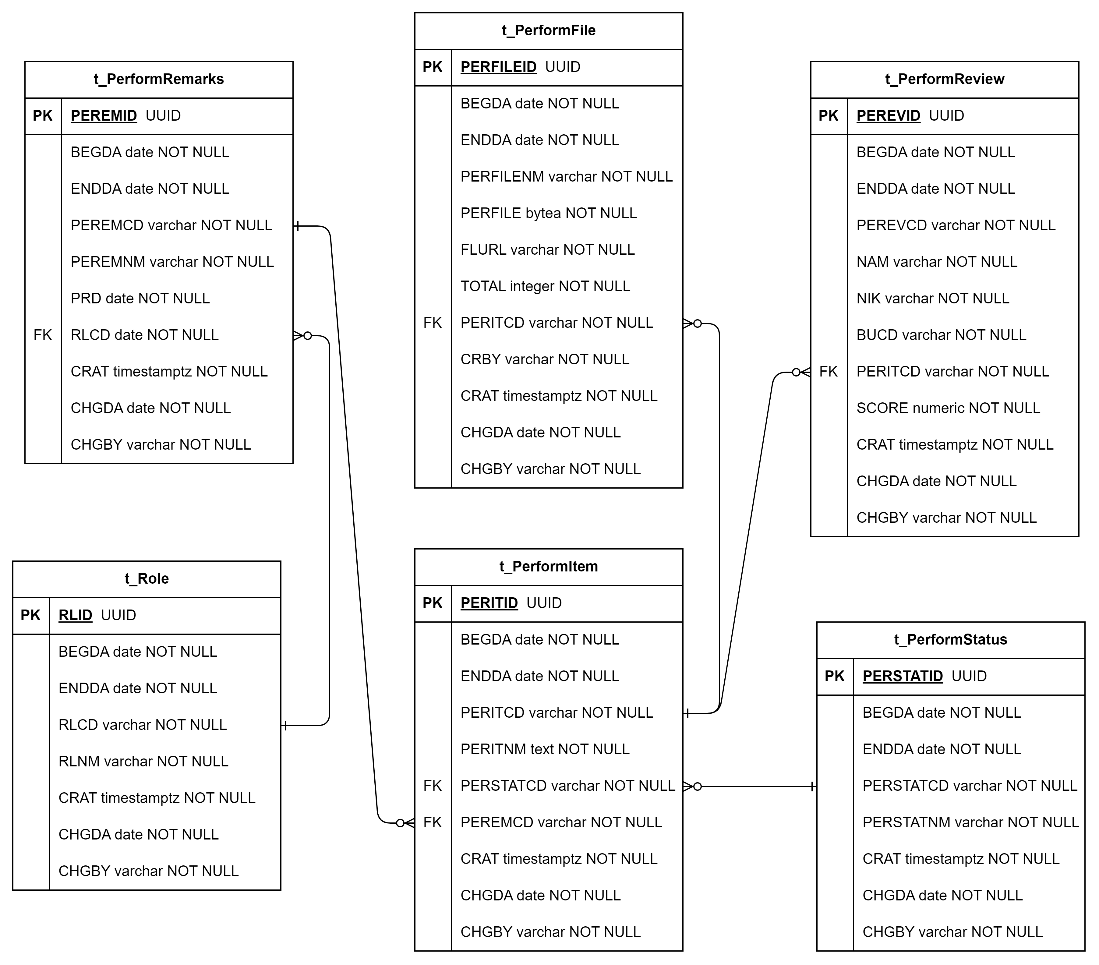 t_PerformRemarks
PK PEREMID UUID
BEGDA date NOT NULL
ENDDA date NOT NULL
PEREMCD varchar NOT NULL
PEREMNM varchar NOT NULL
PRD date NOT NULL
FK RLCD date NOT NULL
CRAT timestamptz NOT NULL
CHGDA date NOT NULL
CHGBY varchar NOT NULL
t_PerformFile
PK PERFILEID UUID
BEGDA date NOT NULL
ENDDA date NOT NULL
PERFILENM varchar NOT NULL
PERFILE bytea NOT NULL
FLURL varchar NOT NULL
TOTAL integer NOT NULL
FK PERITCD varchar NOT NULL
CRBY varchar NOT NULL
CRAT timestamptz NOT NULL
CHGDA date NOT NULL
CHGBY varchar NOT NULL
t_PerformReview
PK PEREVID UUID
BEGDA date NOT NULL
ENDDA date NOT NULL
PEREVCD varchar NOT NULL
NAM varchar NOT NULL
NIK varchar NOT NULL
BUCD varchar NOT NULL
FK PERITCD varchar NOT NULL
SCORE numeric NOT NULL
CRAT timestamptz NOT NULL
CHGDA date NOT NULL
CHGBY varchar NOT NULL
t_Role
PK RLID UUID
BEGDA date NOT NULL
ENDDA date NOT NULL
RLCD varchar NOT NULL
RLNM varchar NOT NULL
CRAT timestamptz NOT NULL
CHGDA date NOT NULL
CHGBY varchar NOT NULL
t_PerformItem
PK PERITID UUID
BEGDA date NOT NULL
ENDDA date NOT NULL
PERITCD varchar NOT NULL
PERITNM text NOT NULL
FK PERSTATCD varchar NOT NULL
FK PEREMCD varchar NOT NULL
CRAT timestamptz NOT NULL
CHGDA date NOT NULL
CHGBY varchar NOT NULL
t_PerformStatus
PK PERSTATID UUID
BEGDA date NOT NULL
ENDDA date NOT NULL
PERSTATCD varchar NOT NULL
PERSTATNM varchar NOT NULL
CRAT timestamptz NOT NULL
CHGDA date NOT NULL
CHGBY varchar NOT NULL